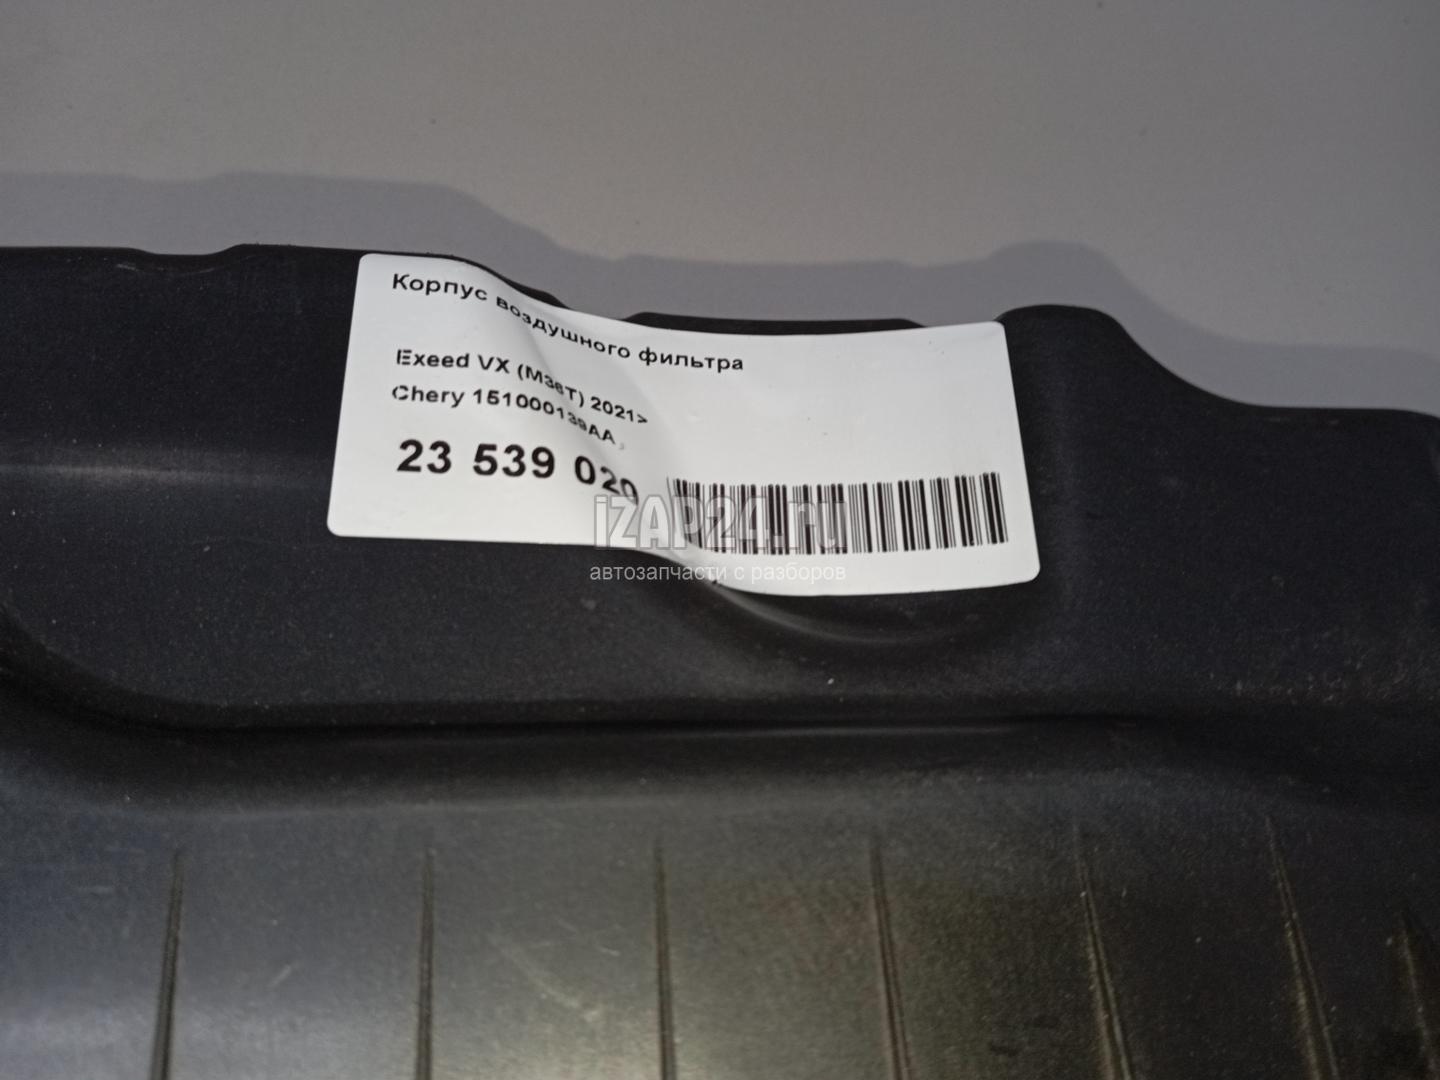 Корпус воздушного фильтра
Exeed VX (M36T) 2021>
Chery 151000139AA ,
23 539 020
iZAP24.ru
автозапчасти с разборов